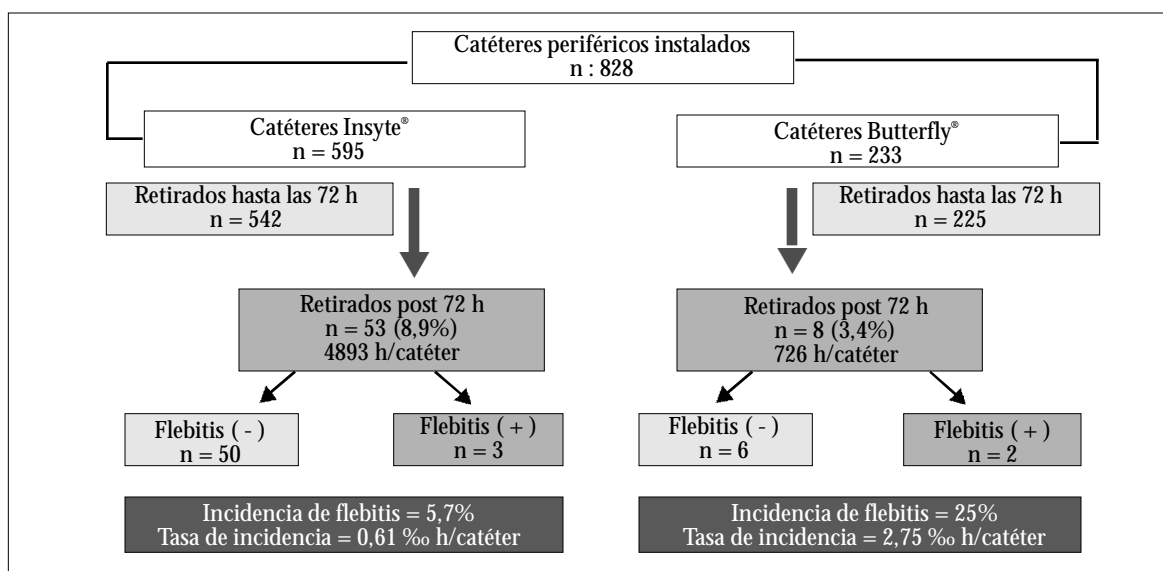 Catéteres periféricos instalados
n : 828
Catéteres Insyte®
n = 595
Catéteres Butterfly®
n = 233
Retirados hasta las 72 h
n = 542
Retirados hasta las 72 h
n = 225
Retirados post 72 h
n = 53 (8,9%)
4893 h/catéter
Retirados post 72 h
n = 8 (3,4%)
726 h/catéter
Flebitis ( - )
n = 50
Flebitis ( + )
n = 3
Flebitis ( - )
n = 6
Flebitis ( + )
n = 2
Incidencia de flebitis = 5,7%
Tasa de incidencia = 0,61 ‰ h/catéter
Incidencia de flebitis = 25%
Tasa de incidencia = 2,75 ‰ h/catéter